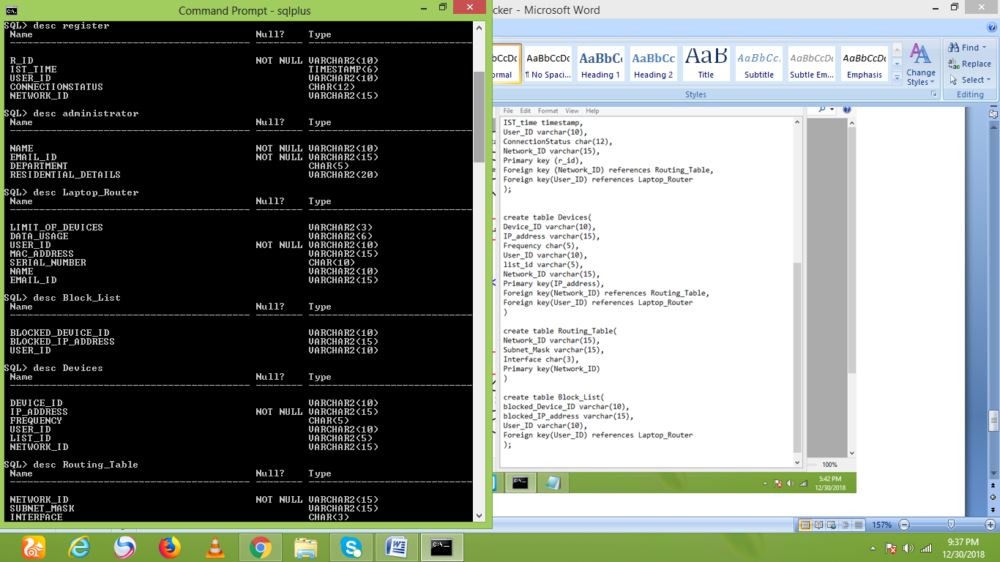 Command Prompt - sqlplus
SQL> desc register
Name Null? Type
R_ID NOT NULL VARCHAR2(10)
IST_TIME TIMESTAMP(6)
USER_ID VARCHAR2(10)
CONNECTIONSTATUS CHAR(12)
NETWORK_ID VARCHAR2(15)
SQL> desc administrator
Name Null? Type
NAME NOT NULL VARCHAR2(10)
EMAIL_ID NOT NULL VARCHAR2(15)
DEPARTMENT CHAR(5)
RESIDENTIAL_DETAILS VARCHAR2(20)
SQL> desc Laptop_Router
Name Null? Type
LIMIT_OF_DEVICES VARCHAR2(3)
DATA_USAGE VARCHAR2(6)
USER_ID NOT NULL VARCHAR2(10)
MAC_ADDRESS VARCHAR2(15)
SERIAL_NUMBER CHAR(10)
NAME VARCHAR2(10)
EMAIL_ID VARCHAR2(15)
SQL> desc Block_List
Name Null? Type
BLOCKED_DEVICE_ID VARCHAR2(10)
BLOCKED_IP_ADDRESS VARCHAR2(15)
USER_ID VARCHAR2(10)
SQL> desc Devices
Name Null? Type
DEVICE_ID VARCHAR2(10)
IP_ADDRESS NOT NULL VARCHAR2(15)
FREQUENCY CHAR(5)
USER_ID VARCHAR2(10)
LIST_ID VARCHAR2(5)
NETWORK_ID VARCHAR2(15)
SQL> desc Routing_Table
Name Null? Type
NETWORK_ID NOT NULL VARCHAR2(15)
SUBNET_MASK VARCHAR2(15)
INTERFACE CHAR(3)
cker - Microsoft Word
AaBbCcDc AaBbCcDc AaBbC AaBbCc AaB AaBbCc. AaBbCcDc AaBbCcDc
ormal ¶ No Spaci... Heading 1 Heading 2 Title Subtitle Subtle Em... Emphasis
Change Styles
Styles
Find
Replace
Select
Editing
File Edit Format View Help
IST_time timestamp,
User_ID varchar(10),
ConnectionStatus char(12),
Network_ID varchar(15),
Primary key (r_id),
Foreign key (Network_ID) references Routing_Table,
Foreign key(User_ID) references Laptop_Router
);
create table Devices(
Device_ID varchar(10),
IP_address varchar(15),
Frequency char(5),
User_ID varchar(10),
list_id varchar(5),
Network_ID varchar(15),
Primary key(IP_address),
Foreign key(Network_ID) references Routing_Table,
Foreign key(User_ID) references Laptop_Router
)
create table Routing_Table(
Network_ID varchar(15),
Subnet_Mask varchar(15),
Interface char(3),
Primary key(Network_ID)
)
create table Block_List(
blocked_Device_ID varchar(10),
blocked_IP_address varchar(15),
User_ID varchar(10),
Foreign key(User_ID) references Laptop_Router
);
100%
5:42 PM
12/30/2018
157%
9:37 PM
12/30/2018